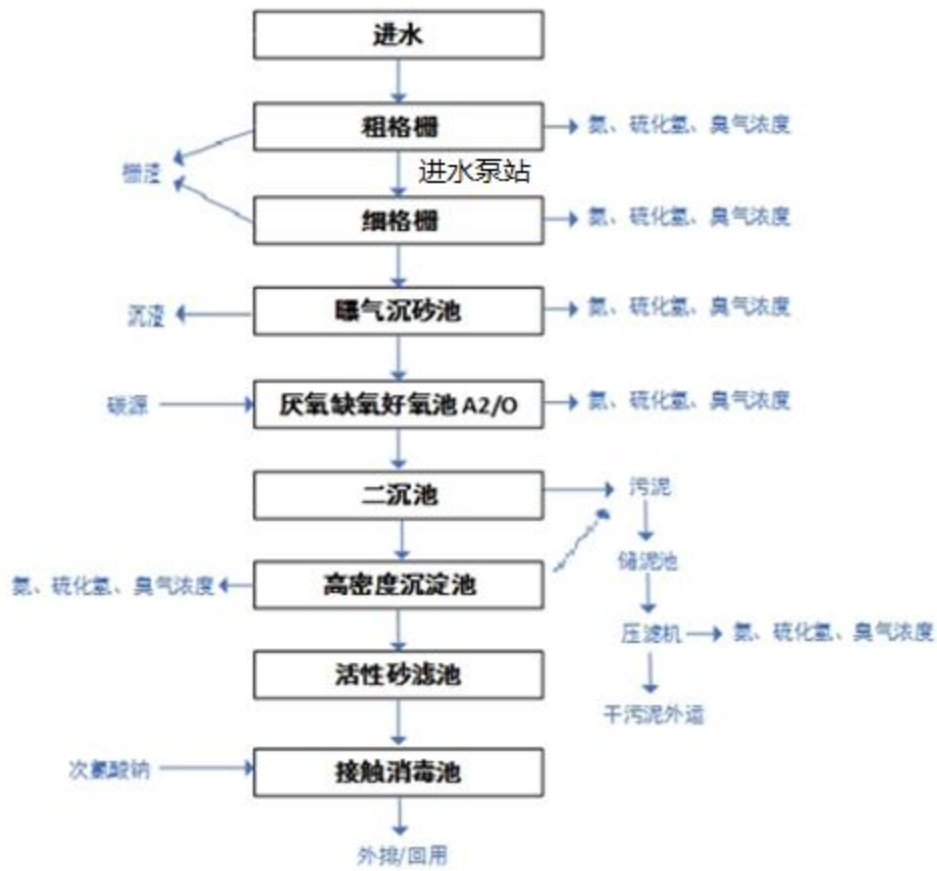 进水
粗格栅
氨、硫化氢、臭气浓度
栅渣
进水泵站
细格栅
氨、硫化氢、臭气浓度
沉渣
曝气沉砂池
氨、硫化氢、臭气浓度
碳源
厌氧缺氧好氧池 A2/O
氨、硫化氢、臭气浓度
二沉池
污泥
储泥池
氨、硫化氢、臭气浓度
高密度沉淀池
压滤机
氨、硫化氢、臭气浓度
活性砂滤池
干污泥外运
次氯酸钠
接触消毒池
外排/回用